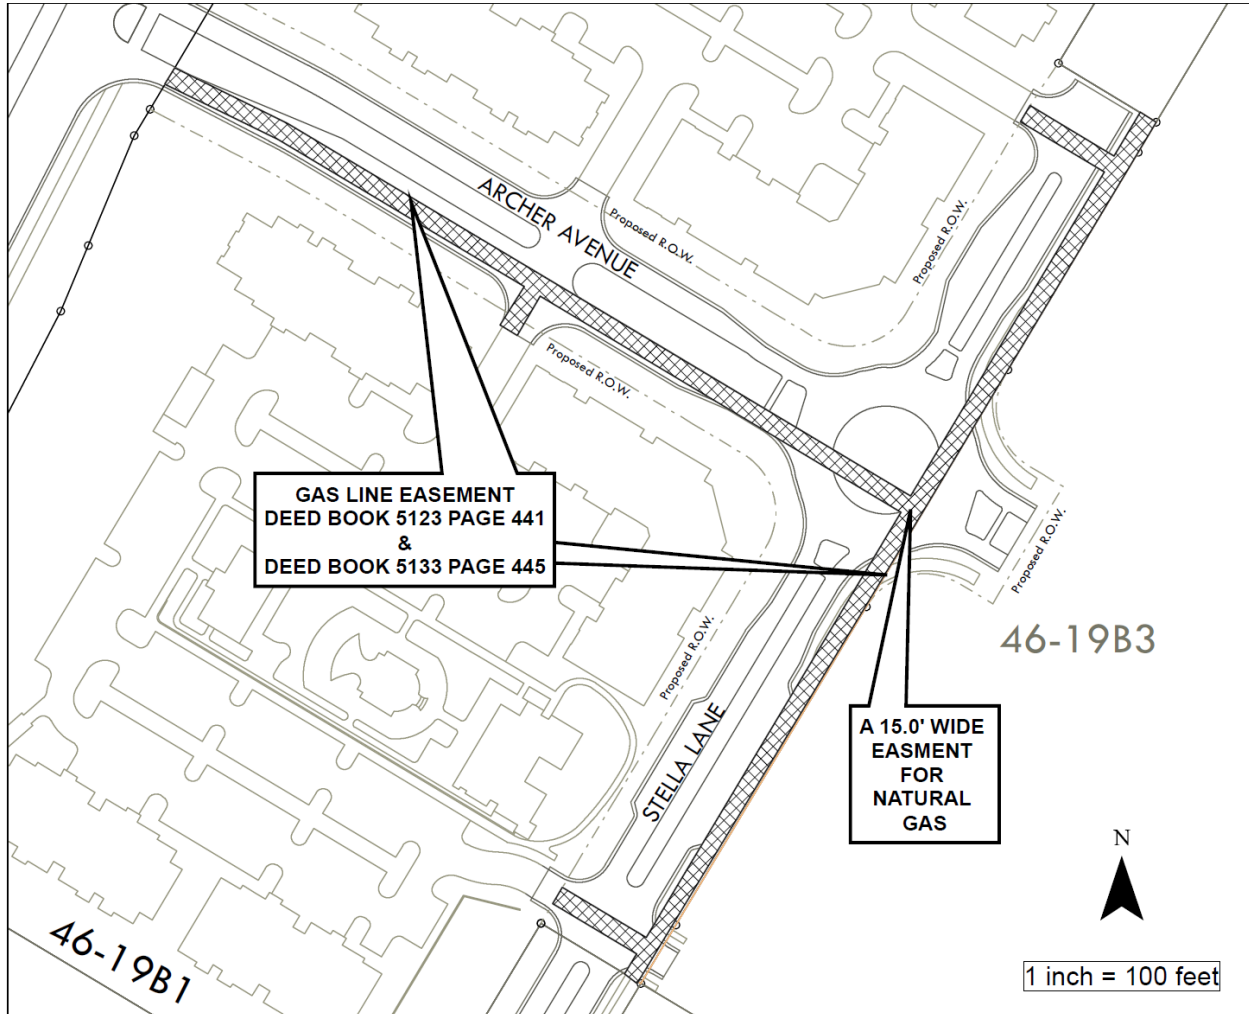 ARCHER AVENUE
Proposed R.O.W.
Proposed R.O.W.
Proposed R.O.W.
GAS LINE EASEMENT
DEED BOOK 5123 PAGE 441
&
DEED BOOK 5133 PAGE 445
Proposed R.O.W.
Proposed R.O.W.
46-19B3
STELLA LANE
A 15.0' WIDE
EASMENT
FOR
NATURAL
GAS
N
46-19B1
1 inch = 100 feet